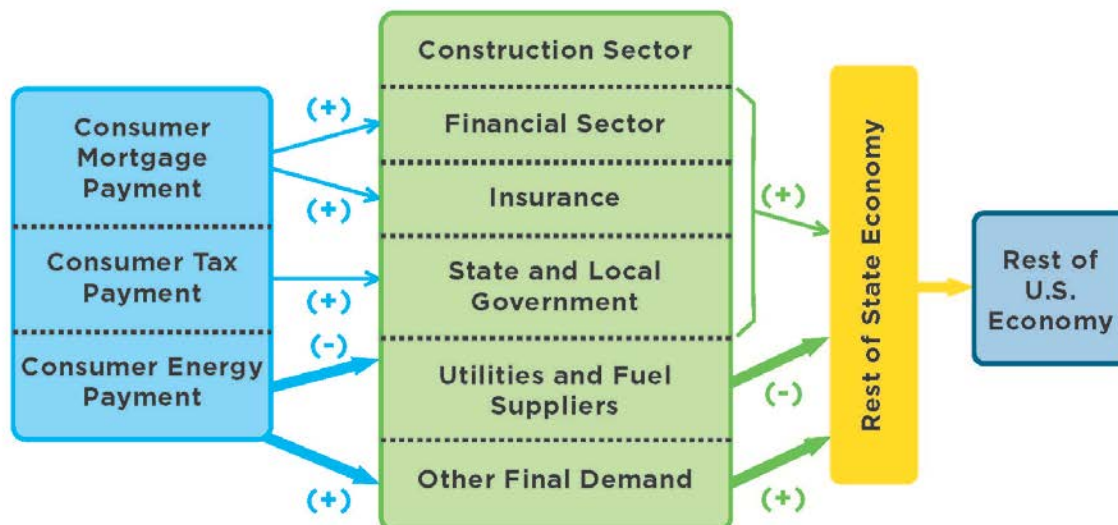 Consumer
Mortgage
Payment
Consumer Tax
Payment
Consumer Energy
Payment
(+)
(+)
(+)
(-)
(+)
Construction Sector
Financial Sector
Insurance
State and Local
Government
Utilities and Fuel
Suppliers
Other Final Demand
(+)
(-)
(+)
Rest of State Economy
Rest of
U.S.
Economy